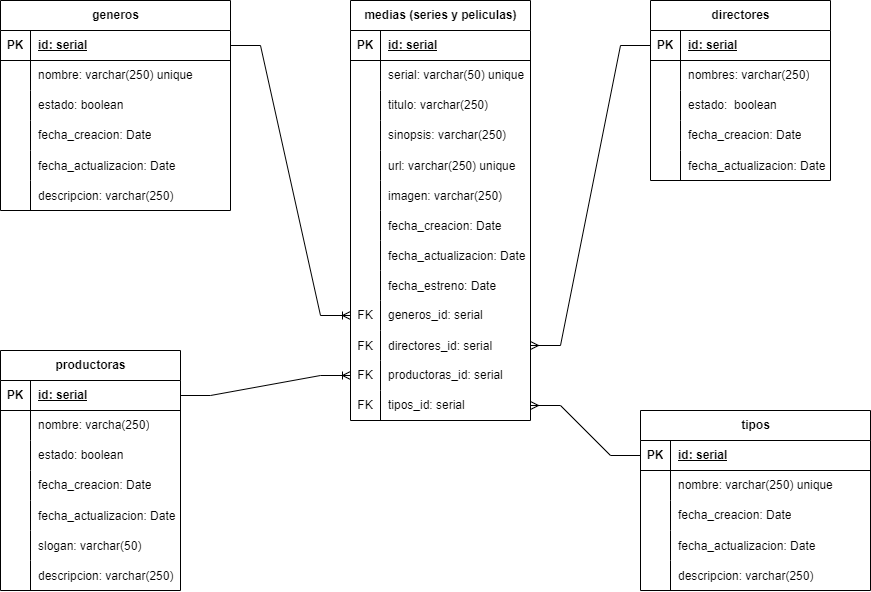 generos
PK id: serial
nombre: varchar(250) unique
estado: boolean
fecha_creacion: Date
fecha_actualizacion: Date
descripcion: varchar(250)
medias (series y peliculas)
PK id: serial
serial: varchar(50) unique
titulo: varchar(250)
sinopsis: varchar(250)
url: varchar(250) unique
imagen: varchar(250)
fecha_creacion: Date
fecha_actualizacion: Date
fecha_estreno: Date
FK generos_id: serial
FK directores_id: serial
FK productoras_id: serial
FK tipos_id: serial
directores
PK id: serial
nombres: varchar(250)
estado:  boolean
fecha_creacion: Date
fecha_actualizacion: Date
productoras
PK id: serial
nombre: varcha(250)
estado: boolean
fecha_creacion: Date
fecha_actualizacion: Date
slogan: varchar(50)
descripcion: varchar(250)
tipos
PK id: serial
nombre: varchar(250) unique
fecha_creacion: Date
fecha_actualizacion: Date
descripcion: varchar(250)